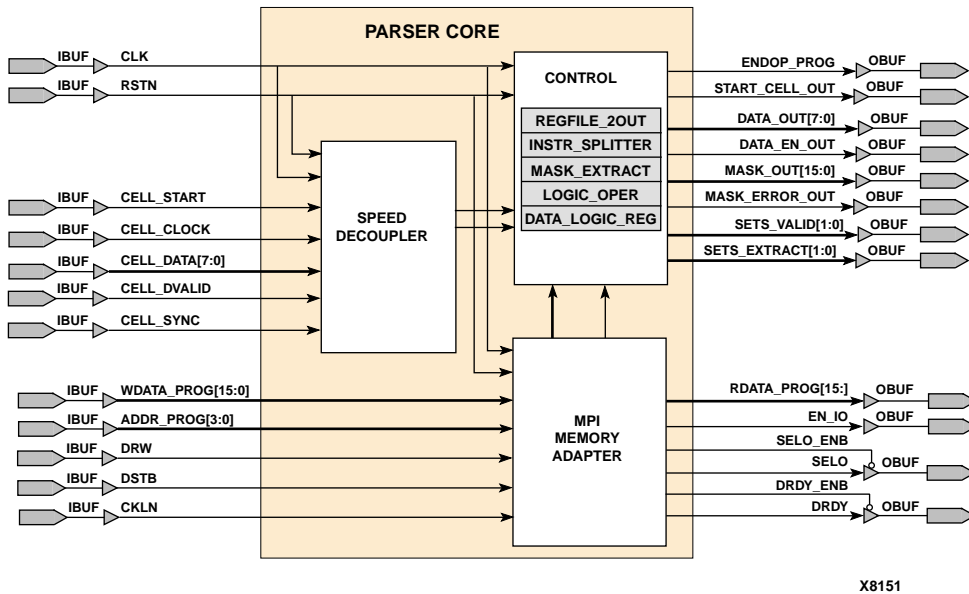 PARSER CORE
IBUF CLK
IBUF RSTN
IBUF CELL_START
IBUF CELL_CLOCK
IBUF CELL_DATA[7:0]
IBUF CELL_DVALID
IBUF CELL_SYNC
IBUF WDATA_PROG[15:0]
IBUF ADDR_PROG[3:0]
IBUF DRW
IBUF DSTB
IBUF CKLN
SPEED
DECOUPLER
CONTROL
REGFILE_2OUT
INSTR_SPLITTER
MASK_EXTRACT
LOGIC_OPER
DATA_LOGIC_REG
MPI
MEMORY
ADAPTER
ENDOP_PROG OBUF
START_CELL_OUT OBUF
DATA_OUT[7:0] OBUF
DATA_EN_OUT OBUF
MASK_OUT[15:0] OBUF
MASK_ERROR_OUT OBUF
SETS_VALID[1:0] OBUF
SETS_EXTRACT[1:0] OBUF
RDATA_PROG[15:] OBUF
EN_IO OBUF
SELO_ENB
SELO OBUF
DRDY_ENB
DRDY OBUF
X8151